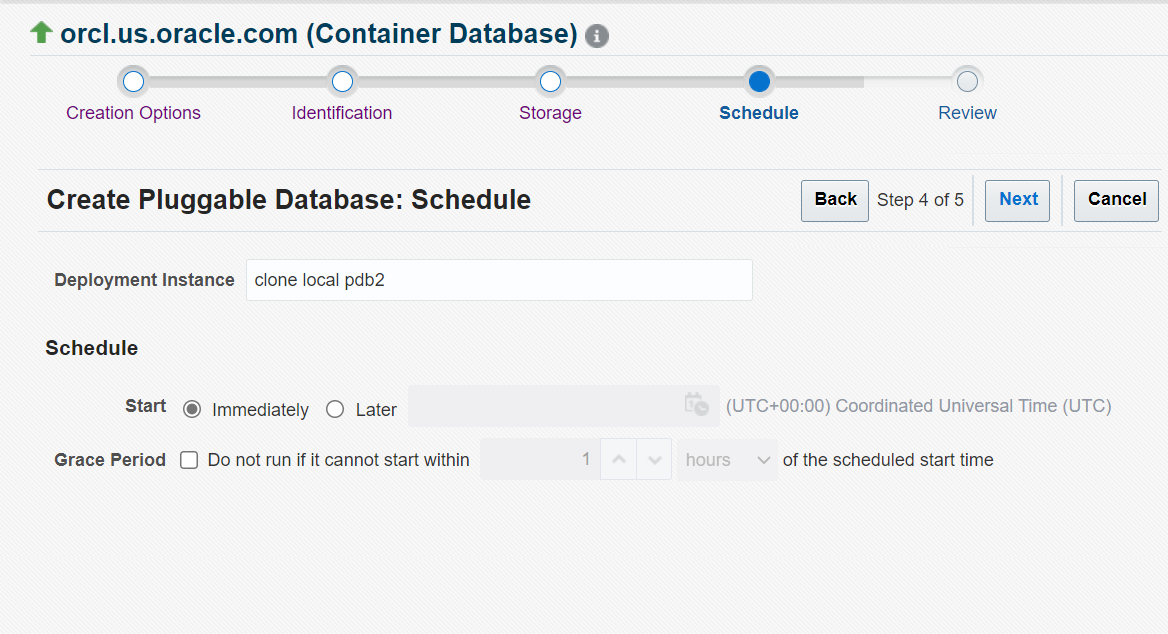 orcl.us.oracle.com (Container Database)
Creation Options Identification Storage Schedule Review
Create Pluggable Database: Schedule Back Step 4 of 5 Next Cancel
Deployment Instance clone local pdb2
Schedule
Start Immediately Later (UTC+00:00) Coordinated Universal Time (UTC)
Grace Period Do not run if it cannot start within 1 hours of the scheduled start time